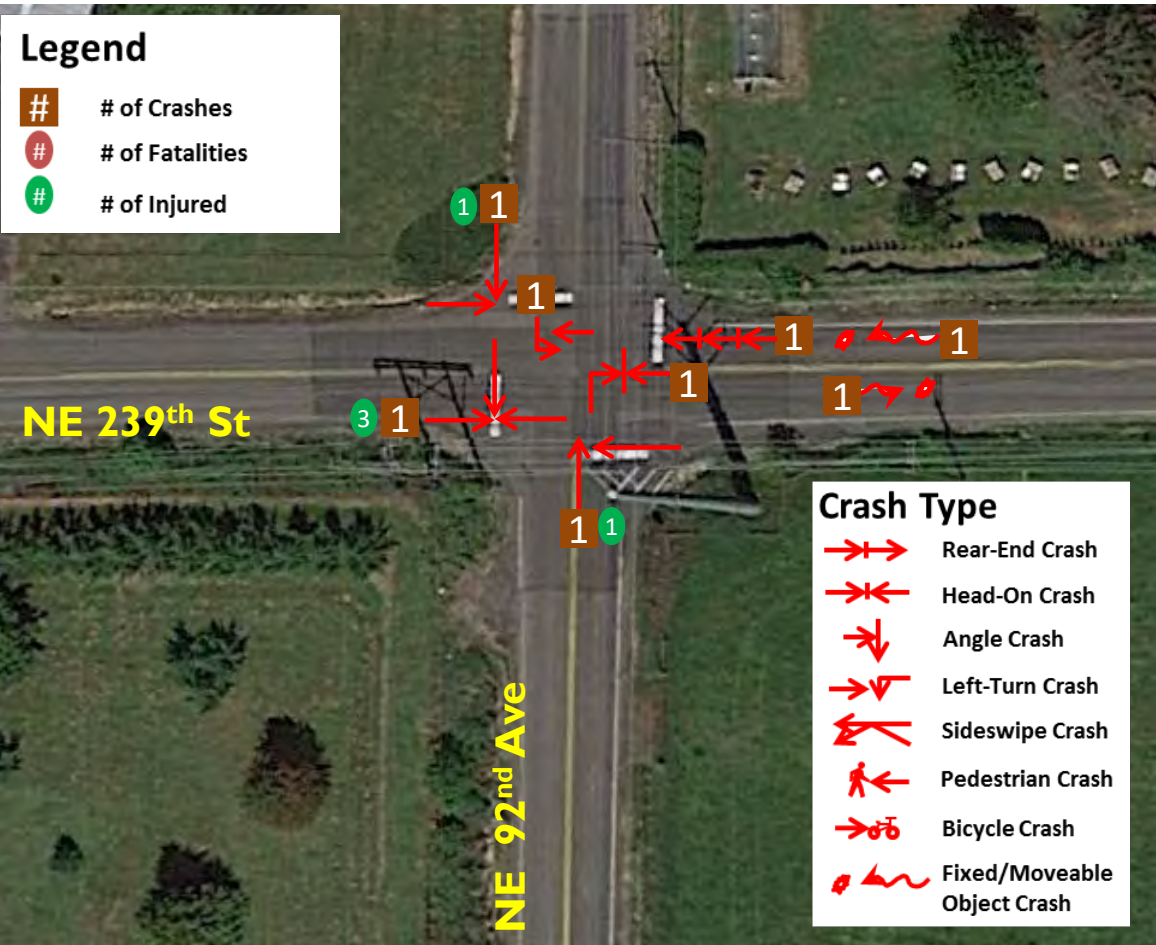 Legend
# # of Crashes
# # of Fatalities
# # of Injured
1 1
1
1 1
1
1
NE 239th St
3 1
1 1
NE 92nd Ave
Crash Type
Rear-End Crash
Head-On Crash
Angle Crash
Left-Turn Crash
Sideswipe Crash
Pedestrian Crash
Bicycle Crash
Fixed/Moveable
Object Crash